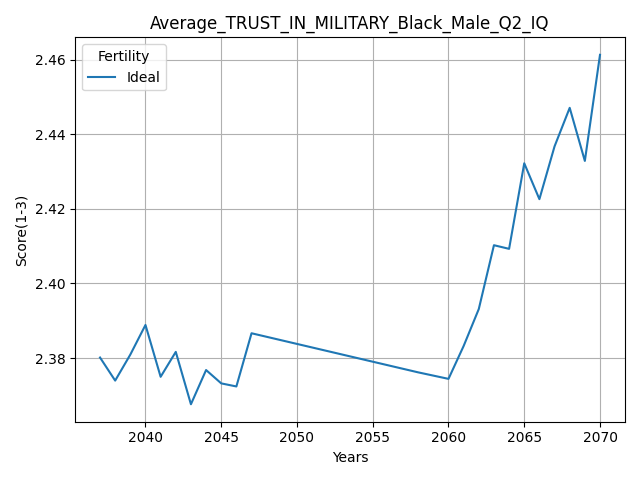 Average_TRUST_IN_MILITARY_Black_Male_Q2_IQ
Fertility
Ideal
Score(1-3)
2.46
2.44
2.42
2.40
2.38
2040 2045 2050 2055 2060 2065 2070
Years